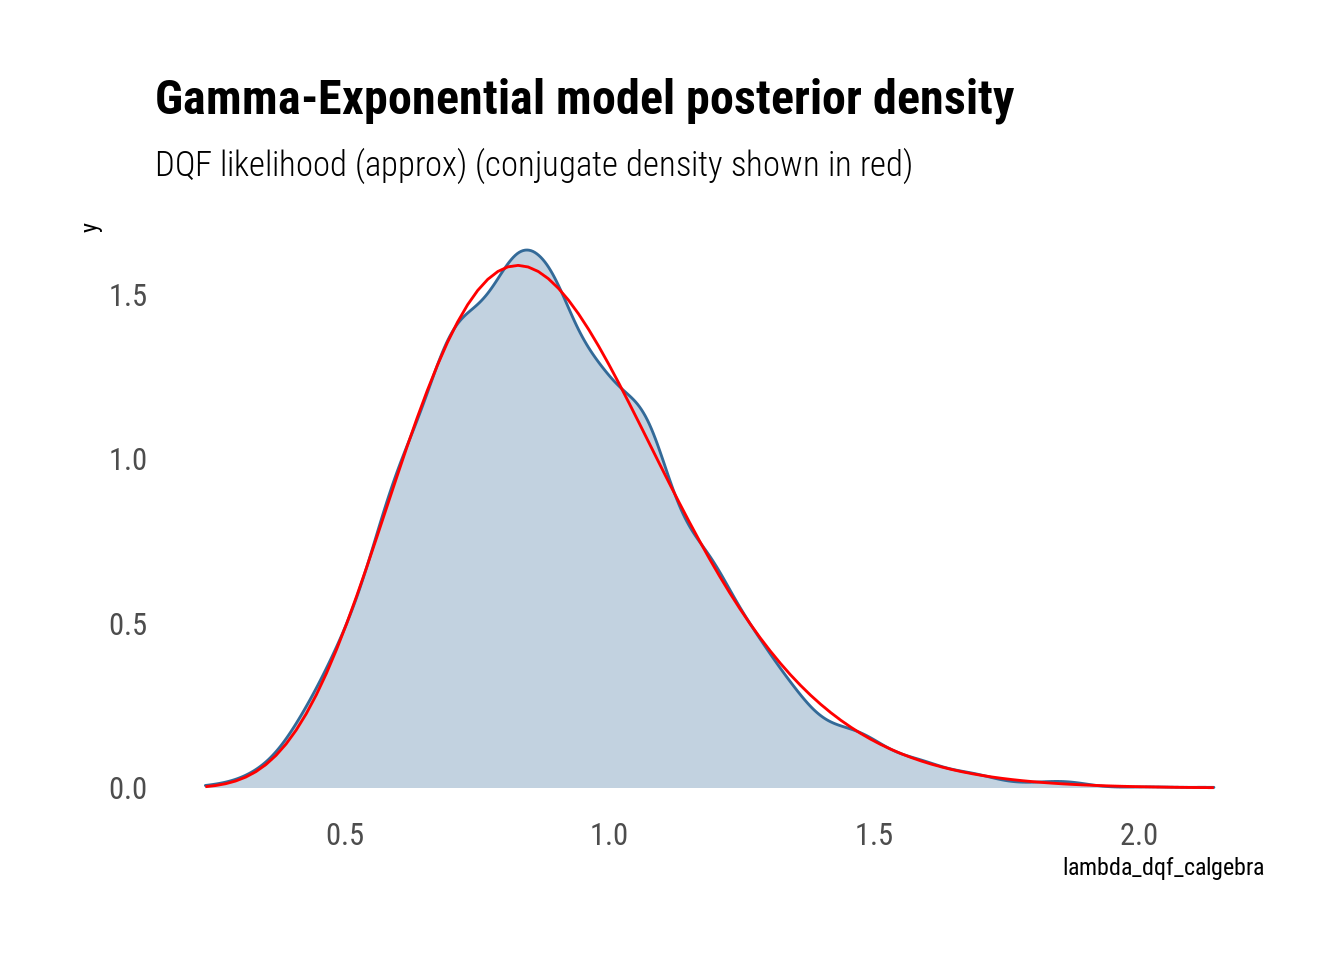 Gamma-Exponential model posterior density
DQF likelihood (approx) (conjugate density shown in red)
y
1.5
1.0
0.5
0.0
0.5 1.0 1.5 2.0
lambda_dqf_calgebra